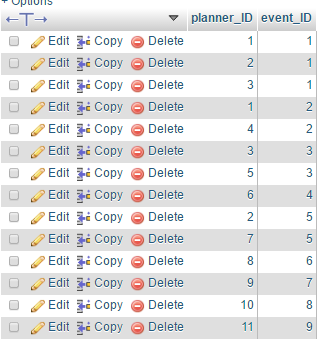 + Options
←T→ planner_ID event_ID
Edit Copy Delete 1 1
Edit Copy Delete 2 1
Edit Copy Delete 3 1
Edit Copy Delete 1 2
Edit Copy Delete 4 2
Edit Copy Delete 3 3
Edit Copy Delete 5 3
Edit Copy Delete 6 4
Edit Copy Delete 2 5
Edit Copy Delete 7 5
Edit Copy Delete 8 6
Edit Copy Delete 9 7
Edit Copy Delete 10 8
Edit Copy Delete 11 9